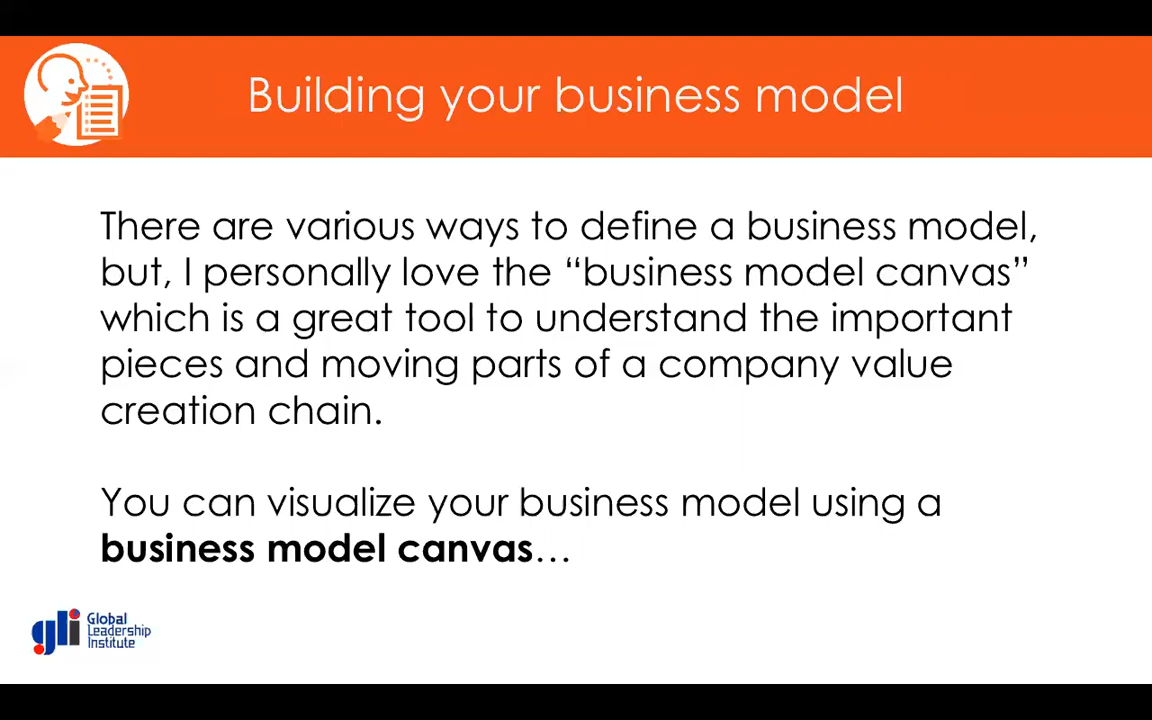 Building your business model
There are various ways to define a business model,
but, I personally love the “business model canvas”
which is a great tool to understand the important
pieces and moving parts of a company value
creation chain.
You can visualize your business model using a
business model canvas…
gli
Global
Leadership
Institute